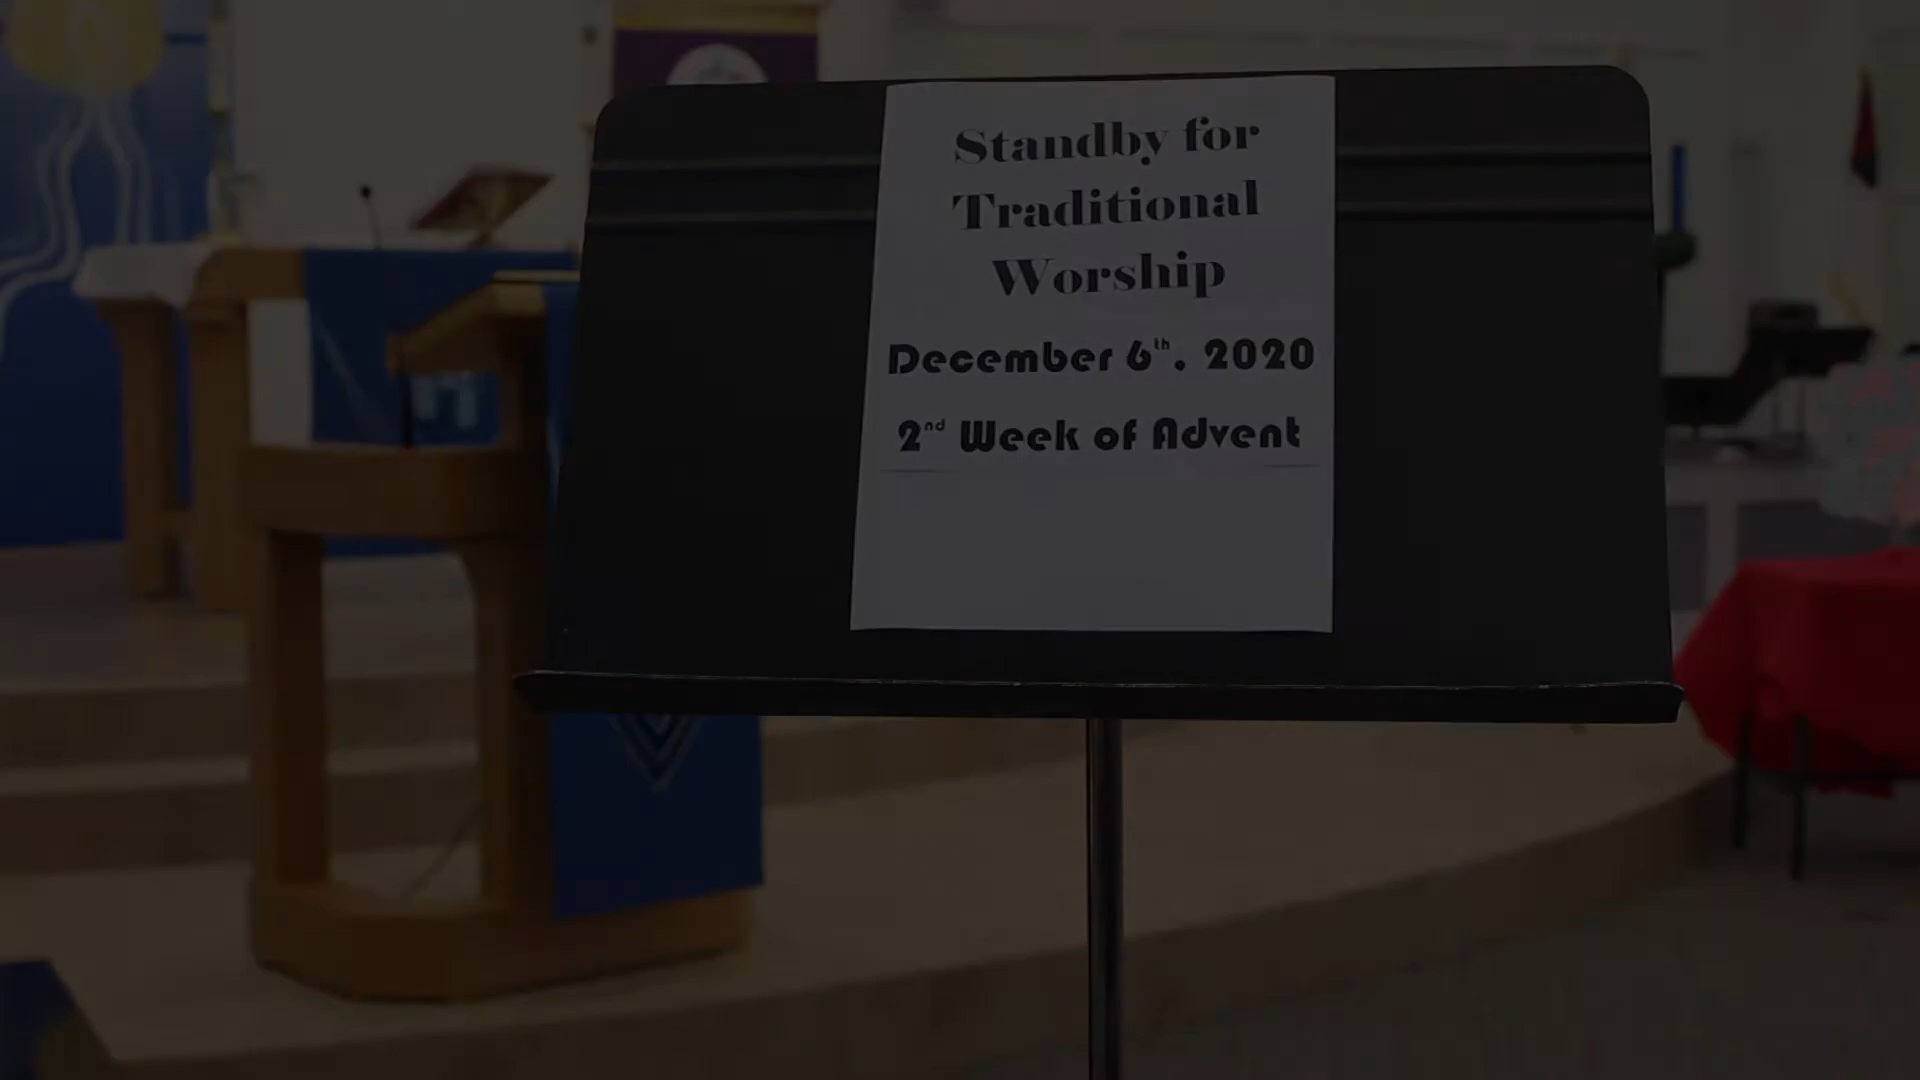 Standby for
Traditional
Worship
December 6th, 2020
2nd Week of Advent